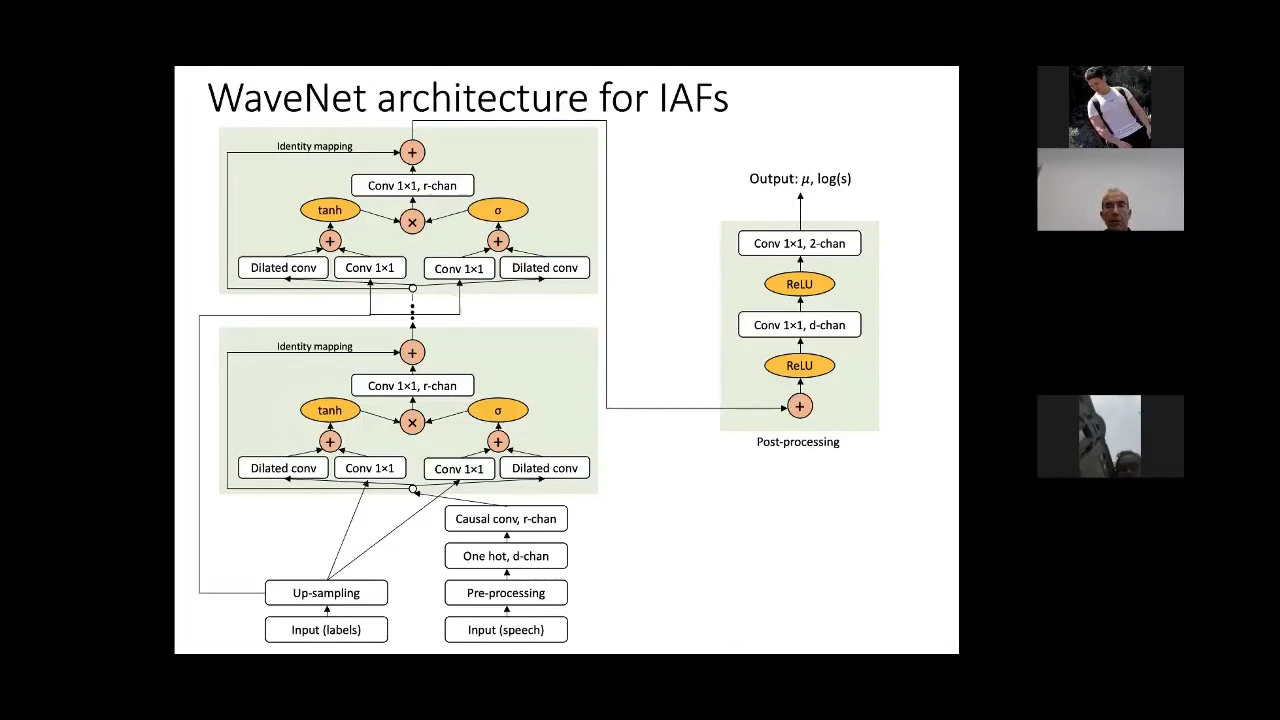 WaveNet architecture for IAFs
+
Identity mapping
Conv 1×1, r-chan
tanh
×
σ
+
+
Dilated conv
Conv 1×1
Conv 1×1
Dilated conv
+
Identity mapping
Conv 1×1, r-chan
tanh
×
σ
+
+
Dilated conv
Conv 1×1
Conv 1×1
Dilated conv
Causal conv, r-chan
One hot, d-chan
Up-sampling
Pre-processing
Input (labels)
Input (speech)
Output: μ, log(s)
Conv 1×1, 2-chan
ReLU
Conv 1×1, d-chan
ReLU
+
Post-processing